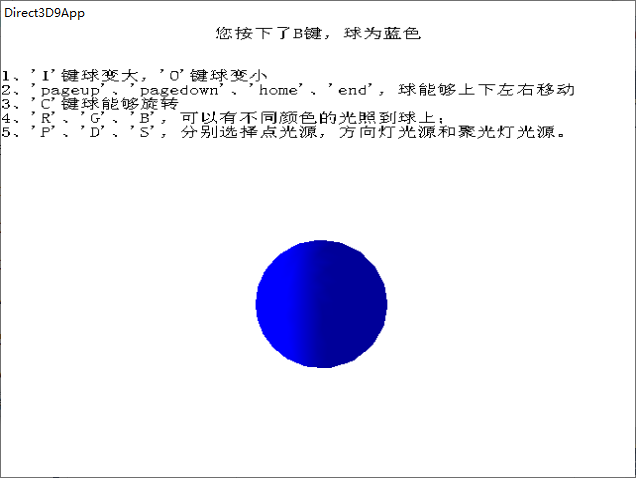 Direct3D9App
您按下了B键，球为蓝色
1、'I'键球变大，'O'键球变小
2、'pageup'、'pagedown'、'home'、'end'，球能够上下左右移动
3、'C'键球能够旋转
4、'R'、'G'、'B'，可以有不同颜色的光照到球上；
5、'P'、'D'、'S'，分别选择点光源，方向灯光源和聚光灯光源。